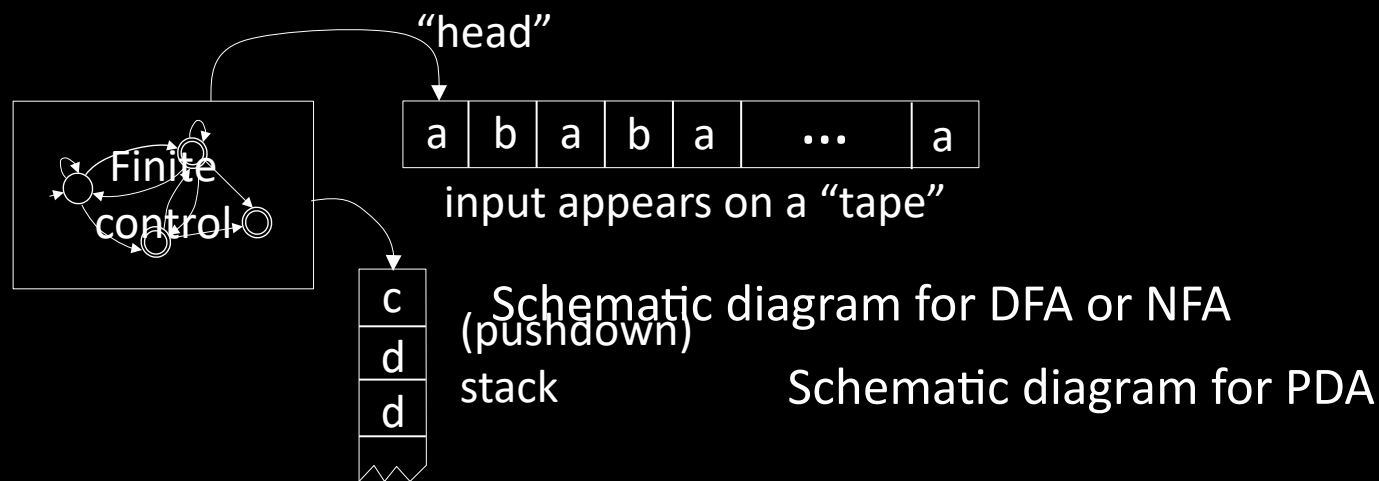 “head”
a b a b a ... a
Finite
control
input appears on a “tape”
c
d
d
(pushdown)
stack
Schematic diagram for DFA or NFA
Schematic diagram for PDA